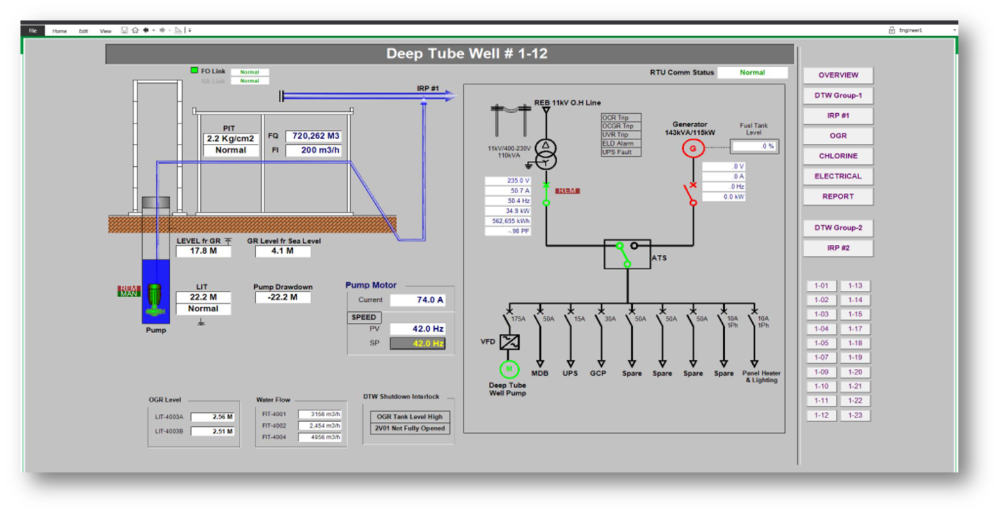 File Home Edit View
Engineer1
Deep Tube Well # 1-12
FO Link Normal
RA Link Normal
RTU Comm Status Normal
IRP #1
PIT
2.2 Kg/cm2
Normal
FQ 720,262 M3
FI 200 m3/h
LEVEL fr GR
17.8 M
GR Level fr Sea Level
4.1 M
REM
MAN
LIT
22.2 M
Normal
Pump Drawdown
-22.2 M
Pump
Pump Motor
Current 74.0 A
SPEED
PV 42.0 Hz
SP 42.0 Hz
OGR Level
LIT-4003A 2.56 M
LIT-4003B 2.51 M
Water Flow
FIT-4001 3156 m3/h
FIT-4002 2,454 m3/h
FIT-4004 4956 m3/h
DTW Shutdown Interlock
OGR Tank Level High
2V01 Not Fully Opened
REB 11kV O.H Line
11kV/400-230V
110kVA
OCR Trip
OCGR Trip
UVR Trip
ELD Alarm
UPS Fault
Generator
143kVA/115kW
G
Fuel Tank
Level
.0 %
235.0 V
50.7 A
50.4 Hz
34.9 kW
562,655 kWh
-.98 PF
REM
.0 V
.0 A
.0 Hz
0.0 kW
ATS
175A 50A 15A 30A 50A 50A 50A 10A 10A
1Ph 1Ph
VFD
M
Deep Tube
Well Pump
MDB UPS GCP Spare Spare Spare Spare Panel Heater
& Lighting
OVERVIEW
DTW Group-1
IRP #1
OGR
CHLORINE
ELECTRICAL
REPORT
DTW Group-2
IRP #2
1-01 1-13
1-02 1-14
1-03 1-15
1-04 1-17
1-05 1-18
1-07 1-19
1-09 1-20
1-10 1-21
1-11 1-22
1-12 1-23